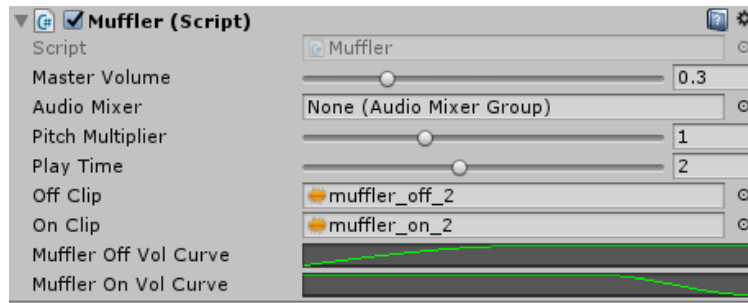 Muffler (Script)
Script Muffler
Master Volume 0.3
Audio Mixer None (Audio Mixer Group)
Pitch Multiplier 1
Play Time 2
Off Clip muffler_off_2
On Clip muffler_on_2
Muffler Off Vol Curve
Muffler On Vol Curve